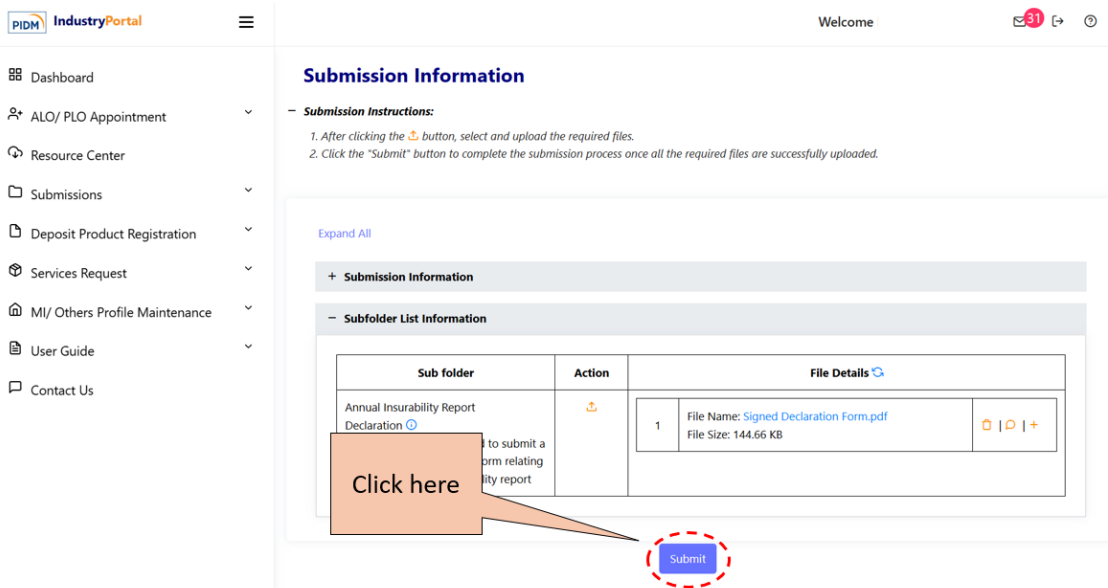 PIDM IndustryPortal
Welcome
31
Dashboard
ALO/ PLO Appointment
Resource Center
Submissions
Deposit Product Registration
Services Request
MI/ Others Profile Maintenance
User Guide
Contact Us
Submission Information
Submission Instructions:
1. After clicking the button, select and upload the required files.
2. Click the "Submit" button to complete the submission process once all the required files are successfully uploaded.
Expand All
+ Submission Information
− Subfolder List Information
Sub folder
Action
File Details
Annual Insurability Report
Declaration
to submit a
relating
report
1
File Name: Signed Declaration Form.pdf
File Size: 144.66 KB
| | +
Click here
Submit